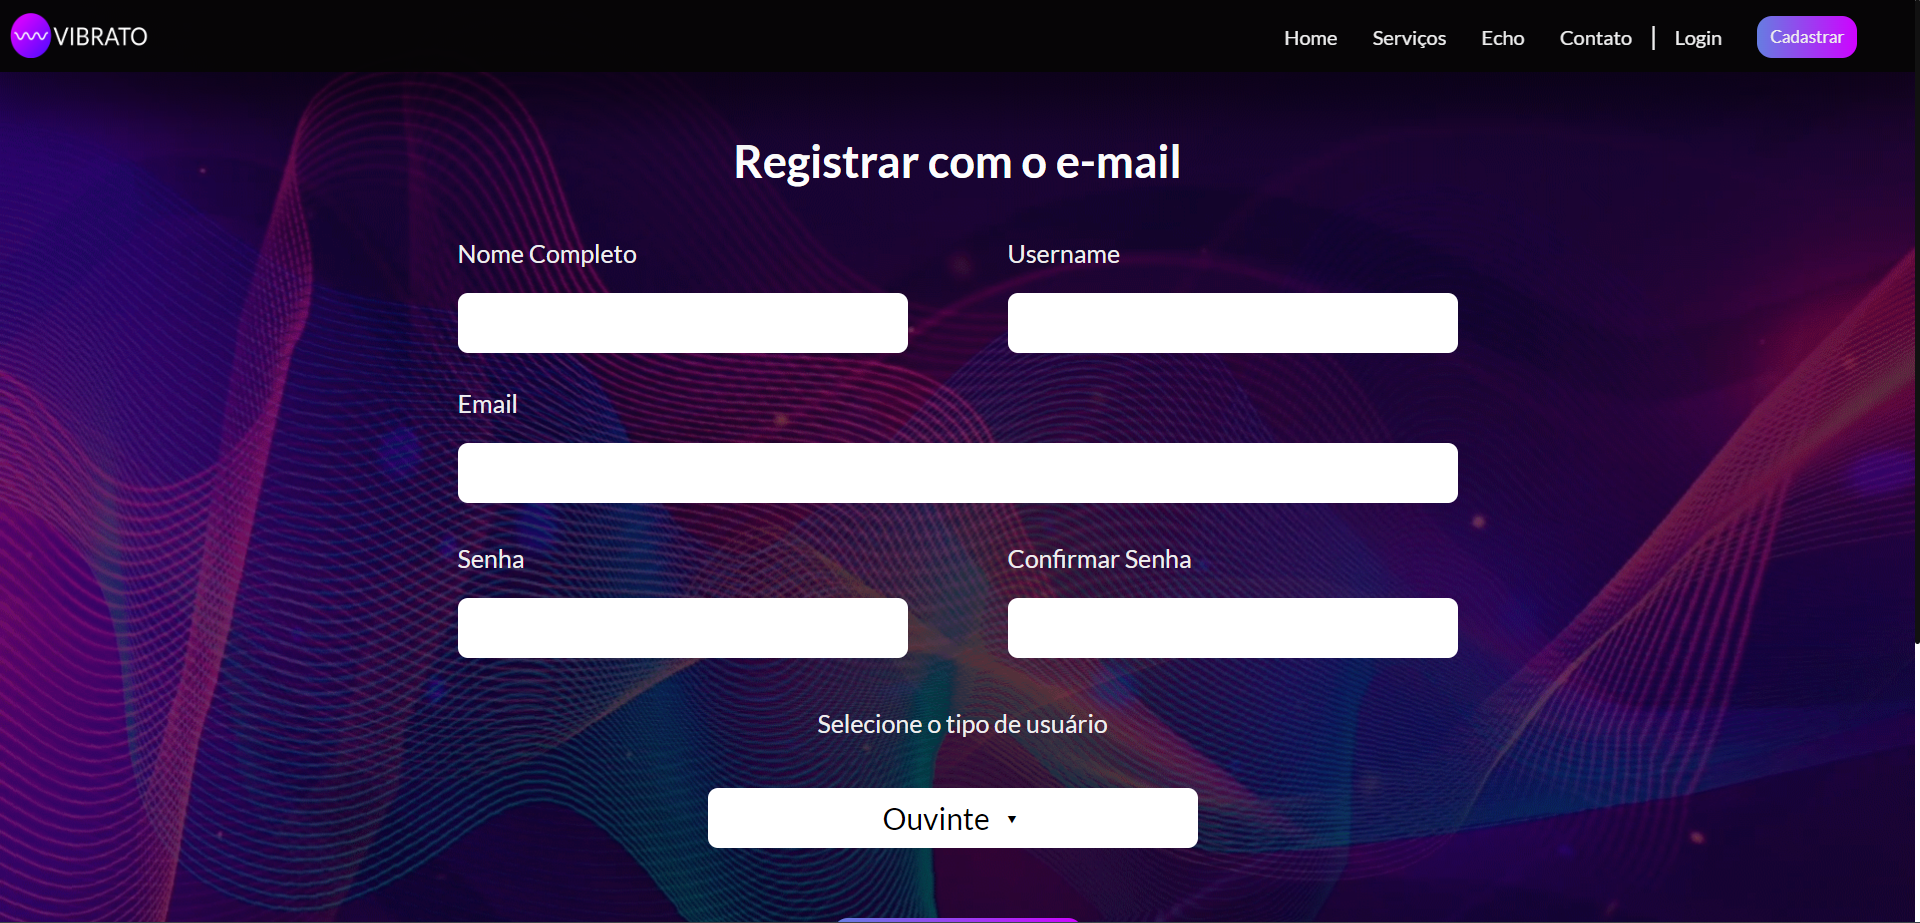 VIBRATO
Home Serviços Echo Contato | Login Cadastrar
Registrar com o e-mail
Nome Completo Username
Email
Senha Confirmar Senha
Selecione o tipo de usuário
Ouvinte